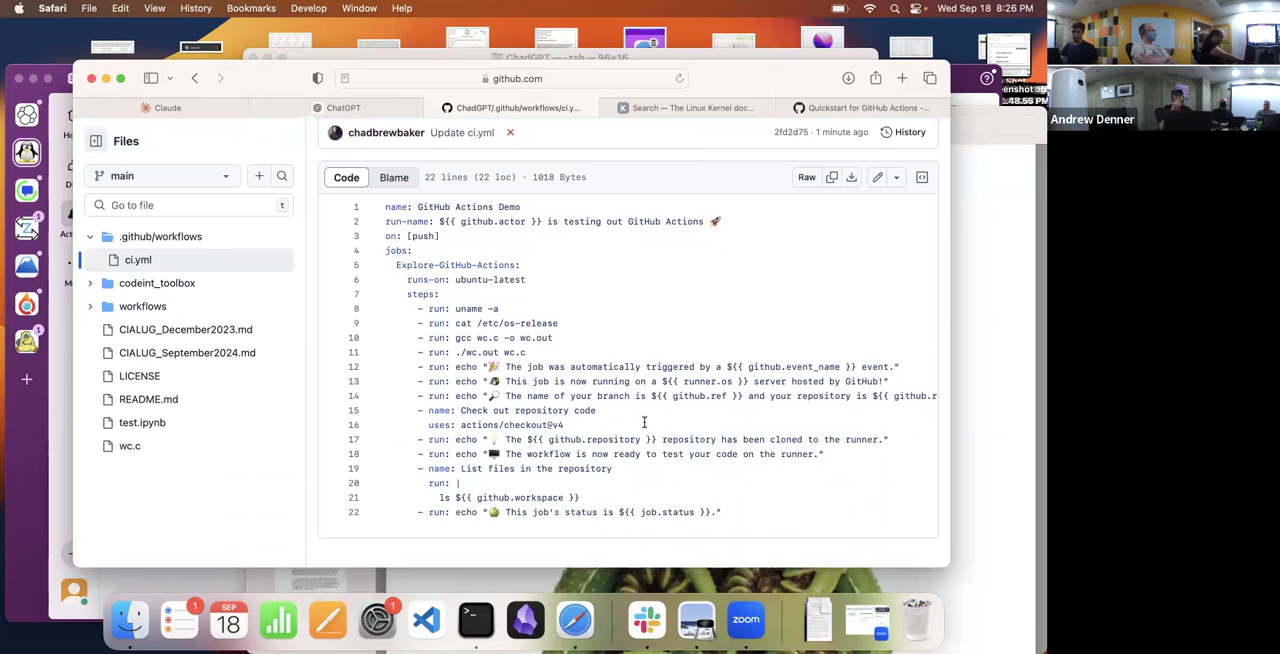 Safari File Edit View History Bookmarks Develop Window Help
Wed Sep 18 8:26 PM
ChadGPT — -zsh — 96x16
github.com
Claude
ChatGPT
ChadGPT/.github/workflows/ci.y...
Search — The Linux Kernel doc...
Quickstart for GitHub Actions -...
Andrew Denner
Files
main
Go to file
t
.github/workflows
ci.yml
codeint_toolbox
workflows
CIALUG_December2023.md
CIALUG_September2024.md
LICENSE
README.md
test.ipynb
wc.c
chadbrewbaker Update ci.yml
2fd2d75 · 1 minute ago
History
Code
Blame
22 lines (22 loc) · 1018 Bytes
Raw
1 name: GitHub Actions Demo
2 run-name: ${{ github.actor }} is testing out GitHub Actions 🚀
3 on: [push]
4 jobs:
5 Explore-GitHub-Actions:
6 runs-on: ubuntu-latest
7 steps:
8 - run: uname -a
9 - run: cat /etc/os-release
10 - run: gcc wc.c -o wc.out
11 - run: ./wc.out wc.c
12 - run: echo "🎉 The job was automatically triggered by a ${{ github.event_name }} event."
13 - run: echo "🐧 This job is now running on a ${{ runner.os }} server hosted by GitHub!"
14 - run: echo "🔎 The name of your branch is ${{ github.ref }} and your repository is ${{ github.r
15 - name: Check out repository code
16 uses: actions/checkout@v4
17 - run: echo "💡 The ${{ github.repository }} repository has been cloned to the runner."
18 - run: echo "🖥️ The workflow is now ready to test your code on the runner."
19 - name: List files in the repository
20 run: |
21 ls ${{ github.workspace }}
22 - run: echo "🍏 This job's status is ${{ job.status }}."
1
SEP
18
1
zoom